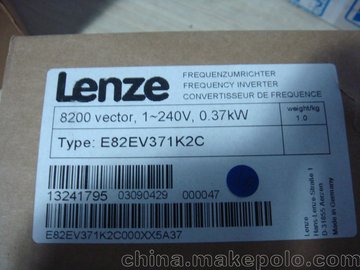 Lenze
FREQUENZUMRICHTER
FREQUENCY INVERTER
CONVERTISSEUR DE FREQUENCE
8200 vector, 1~240V, 0.37kW
weight/kg
1.0
Type: E82EV371K2C
13241795 03090429 000047
E82EV371K2C000XX5A37
Lenze
Hans-Lenze-Straße 1
D-31855 Aerzen
Made in Germany
china.makepolo.com